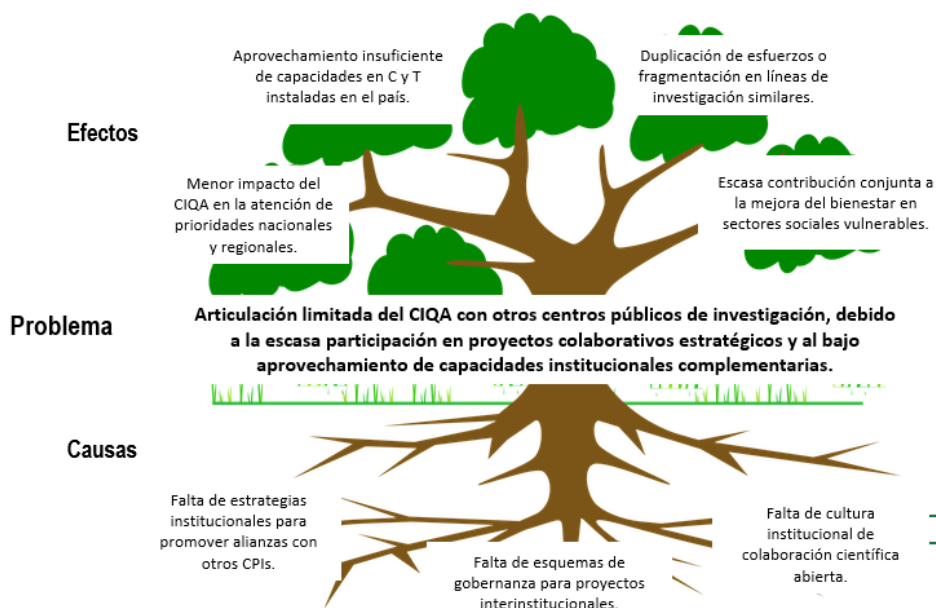 Aprovechamiento insuficiente
de capacidades en C y T
instaladas en el país.
Duplicación de esfuerzos o
fragmentación en líneas de
investigación similares.
Efectos
Menor impacto del
CIQA en la atención de
prioridades nacionales
y regionales.
Escasa contribución conjunta a
la mejora del bienestar en
sectores sociales vulnerables.
Problema
Articulación limitada del CIQA con otros centros públicos de investigación, debido
a la escasa participación en proyectos colaborativos estratégicos y al bajo
aprovechamiento de capacidades institucionales complementarias.
Causas
Falta de estrategias
institucionales para
promover alianzas con
otros CPIs.
Falta de esquemas de
gobernanza para proyectos
interinstitucionales.
Falta de cultura
institucional de
colaboración científica
abierta.